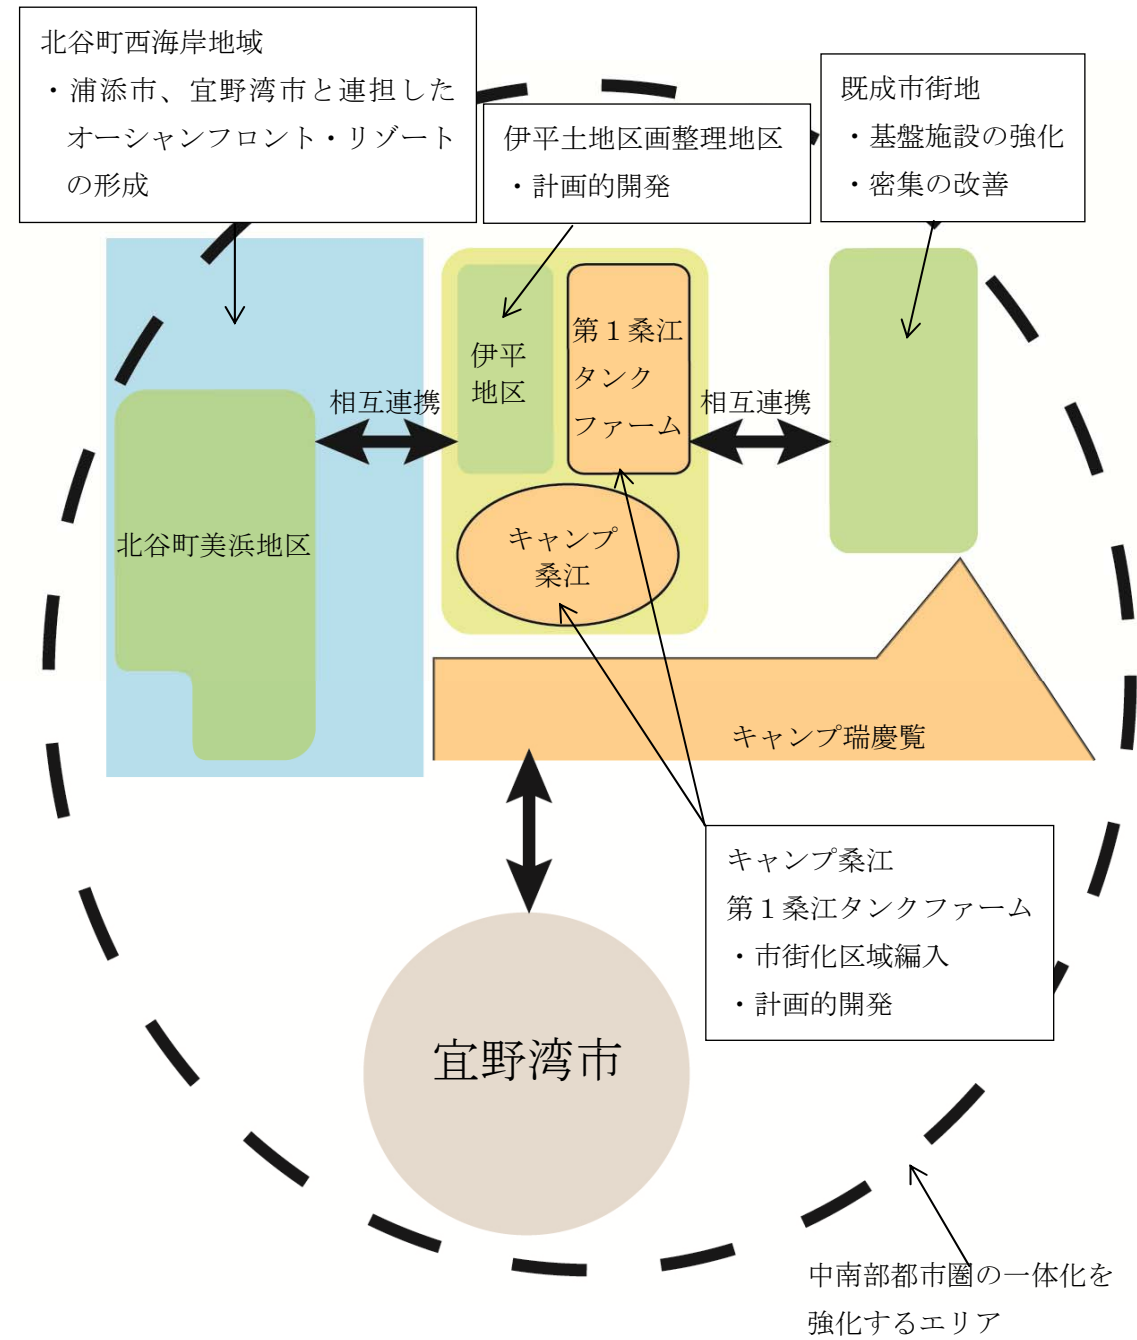 北谷町西海岸地域
・浦添市、宜野湾市と連担した
オーシャンフロント・リゾート
の形成
伊平土地区画整理地区
・計画的開発
既成市街地
・基盤施設の強化
・密集の改善
伊平
地区
第１桑江
タンク
ファーム
相互連携
相互連携
北谷町美浜地区
キャンプ
桑江
キャンプ瑞慶覧
キャンプ桑江
第１桑江タンクファーム
・市街化区域編入
・計画的開発
宜野湾市
中南部都市圏の一体化を
強化するエリア